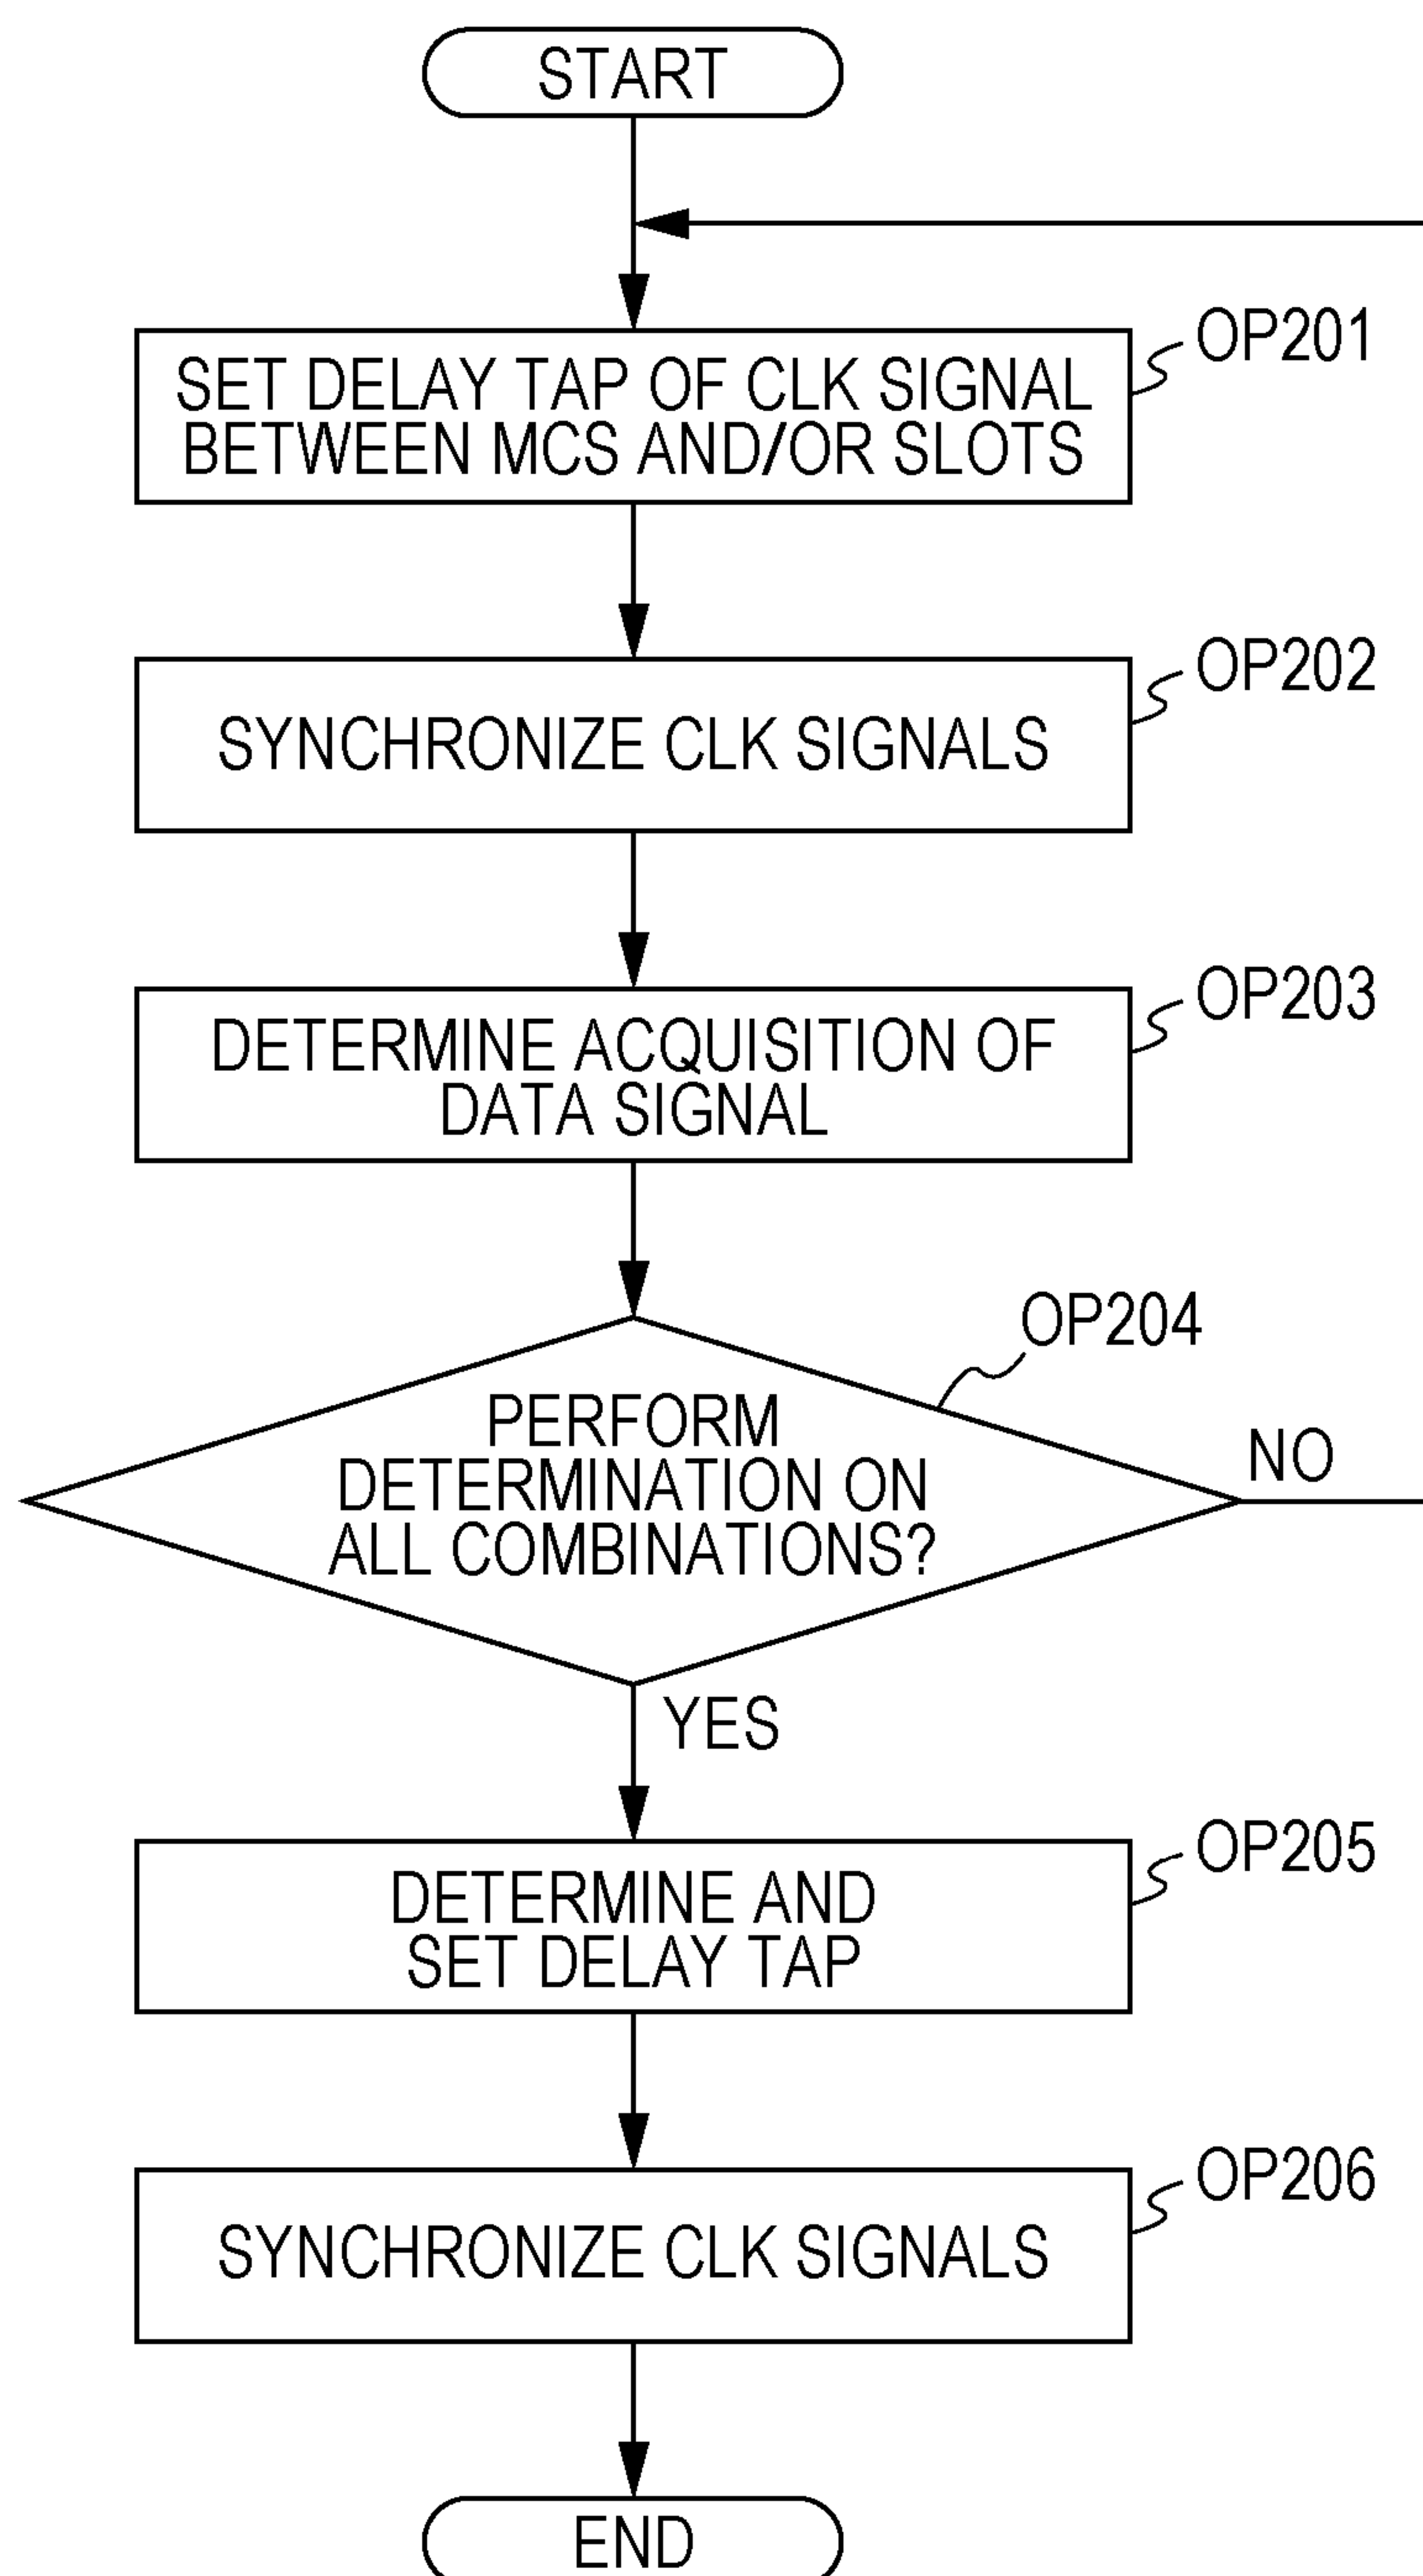 START
OP201
SET DELAY TAP OF CLK SIGNAL
BETWEEN MCS AND/OR SLOTS
OP202
SYNCHRONIZE CLK SIGNALS
OP203
DETERMINE ACQUISITION OF
DATA SIGNAL
OP204
PERFORM
DETERMINATION ON
ALL COMBINATIONS?
NO
YES
OP205
DETERMINE AND
SET DELAY TAP
OP206
SYNCHRONIZE CLK SIGNALS
END